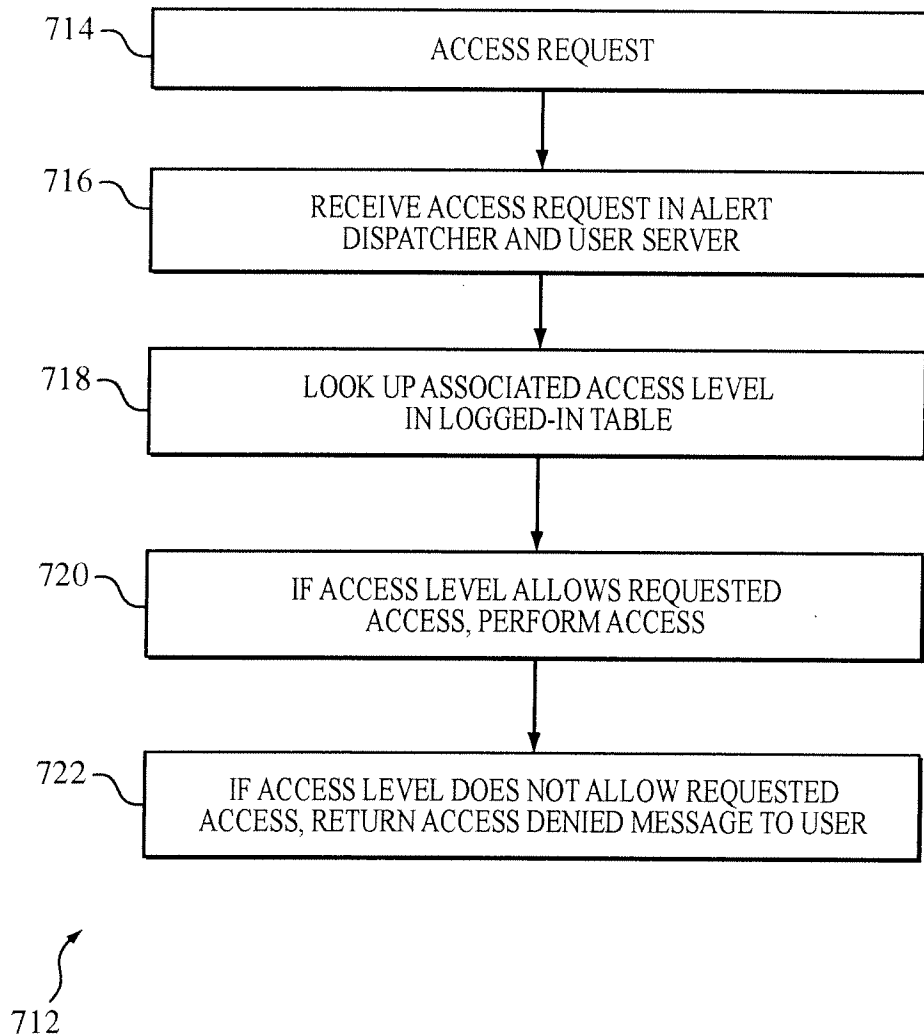 714
ACCESS REQUEST
716
RECEIVE ACCESS REQUEST IN ALERT
DISPATCHER AND USER SERVER
718
LOOK UP ASSOCIATED ACCESS LEVEL
IN LOGGED-IN TABLE
720
IF ACCESS LEVEL ALLOWS REQUESTED
ACCESS, PERFORM ACCESS
722
IF ACCESS LEVEL DOES NOT ALLOW REQUESTED
ACCESS, RETURN ACCESS DENIED MESSAGE TO USER
712